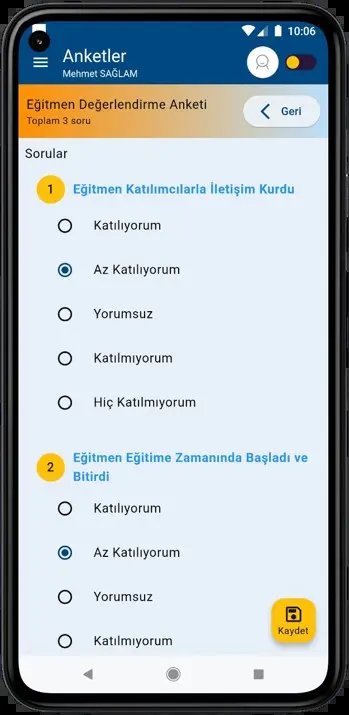 10:06
Anketler
Mehmet SAĞLAM
Eğitmen Değerlendirme Anketi
Toplam 3 soru
Geri
Sorular
1
Eğitmen Katılımcılarla İletişim Kurdu
Katılıyorum
Az Katılıyorum
Yorumsuz
Katılmıyorum
Hiç Katılmıyorum
2
Eğitmen Eğitime Zamanında Başladı ve
Bitirdi
Katılıyorum
Az Katılıyorum
Yorumsuz
Katılmıyorum
Kaydet